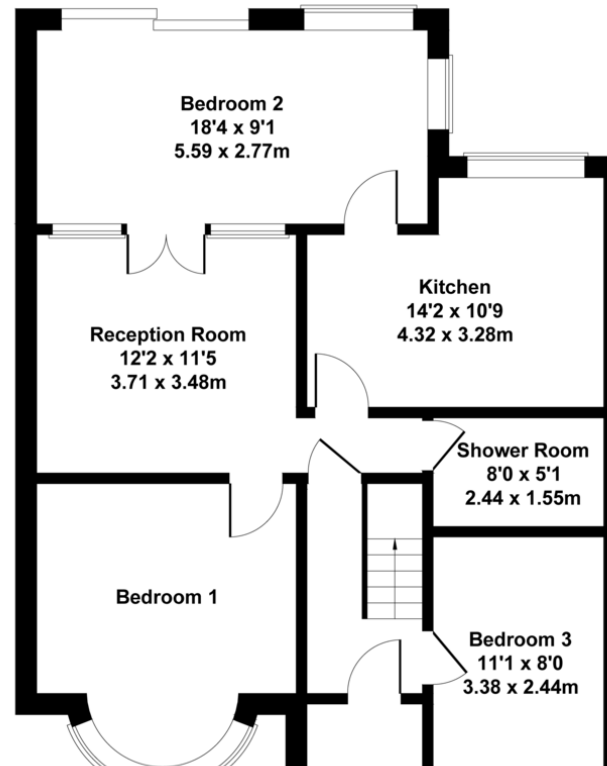 Bedroom 2
18'4 x 9'1
5.59 x 2.77m
Kitchen
14'2 x 10'9
4.32 x 3.28m
Reception Room
12'2 x 11'5
3.71 x 3.48m
Shower Room
8'0 x 5'1
2.44 x 1.55m
Bedroom 1
Bedroom 3
11'1 x 8'0
3.38 x 2.44m